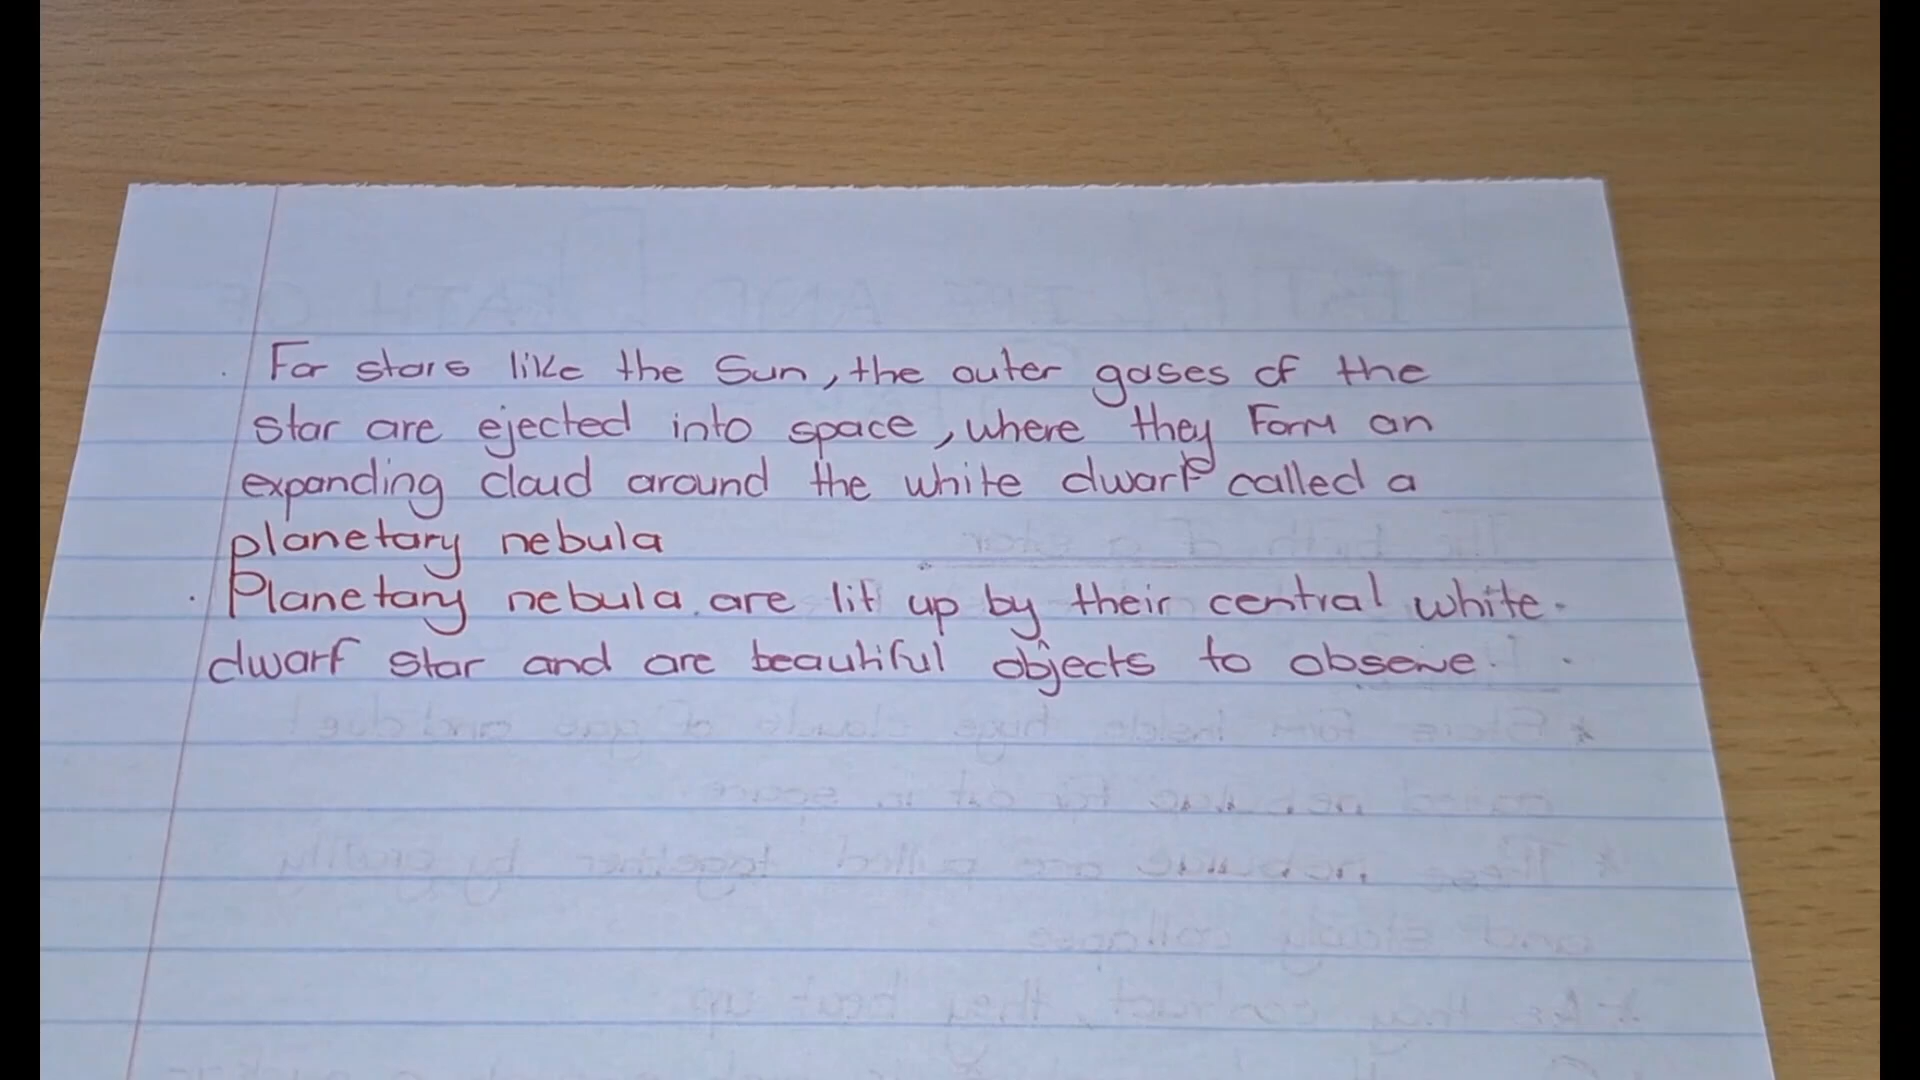 . For stars like the Sun, the outer gases of the
star are ejected into space, where they form an
expanding cloud around the white dwarf called a
planetary nebula
. Planetary nebula are lit up by their central white
dwarf star and are beautiful objects to observe.